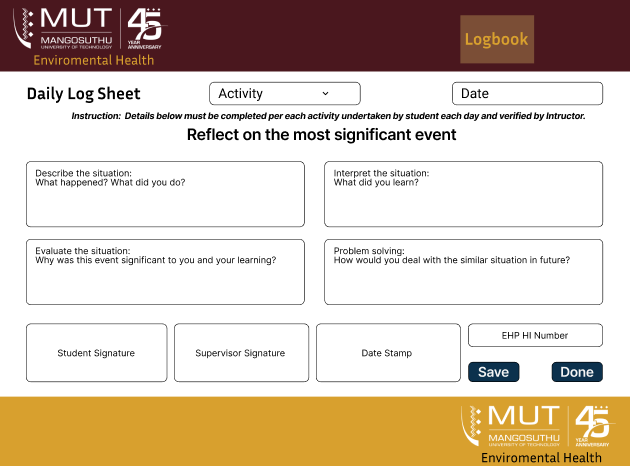 MUT
MANGOSUTHU
UNIVERSITY OF TECHNOLOGY
45
YEAR
ANNIVERSARY
Enviromental Health
Logbook
Daily Log Sheet
Activity
Date
Instruction: Details below must be completed per each activity undertaken by student each day and verified by Intructor.
Reflect on the most significant event
Describe the situation:
What happened? What did you do?
Interpret the situation:
What did you learn?
Evaluate the situation:
Why was this event significant to you and your learning?
Problem solving:
How would you deal with the similar situation in future?
Student Signature
Supervisor Signature
Date Stamp
EHP HI Number
Save
Done
MUT
MANGOSUTHU
UNIVERSITY OF TECHNOLOGY
45
YEAR
ANNIVERSARY
Enviromental Health